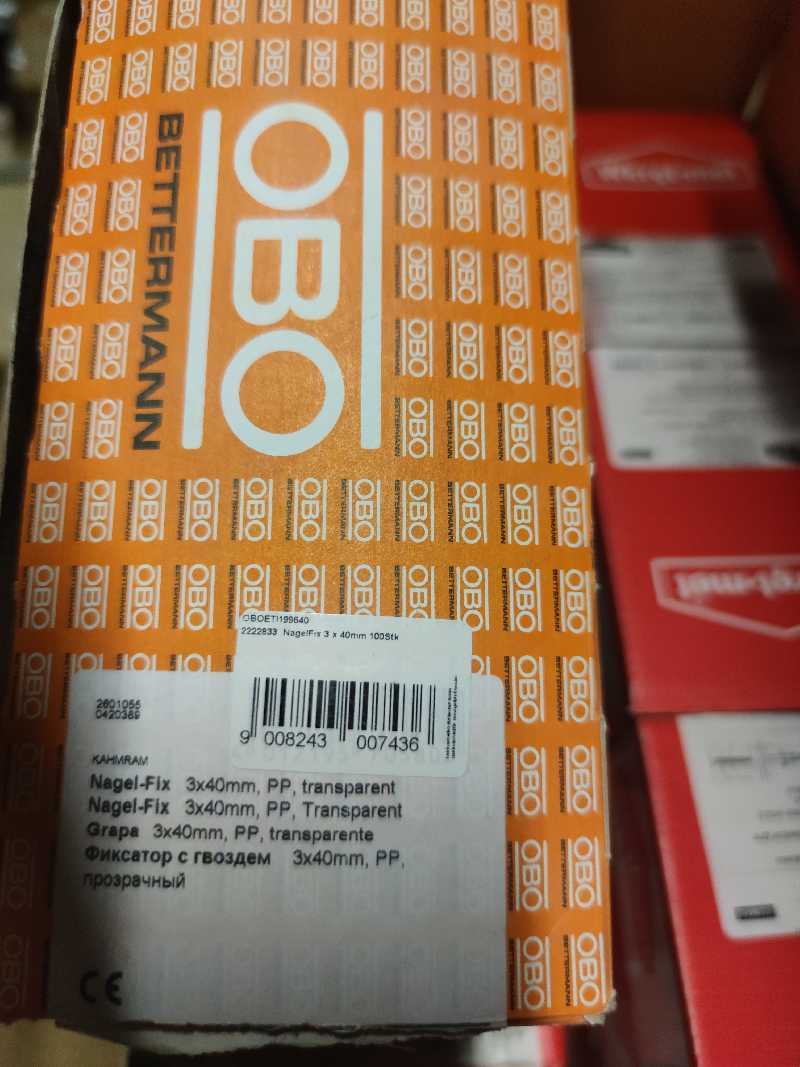 OBO
BETTERMANN
OBOETI199640
2222833 NagelFix 3 x 40mm 100Stk
9 008243 007436
2601055
0420389
KAHMRAM
Nagel-Fix 3x40mm, PP, transparent
Nagel-Fix 3x40mm, PP, Transparent
Grapa 3x40mm, PP, transparente
Фиксатор с гвоздем 3x40mm, PP,
прозрачный
CE